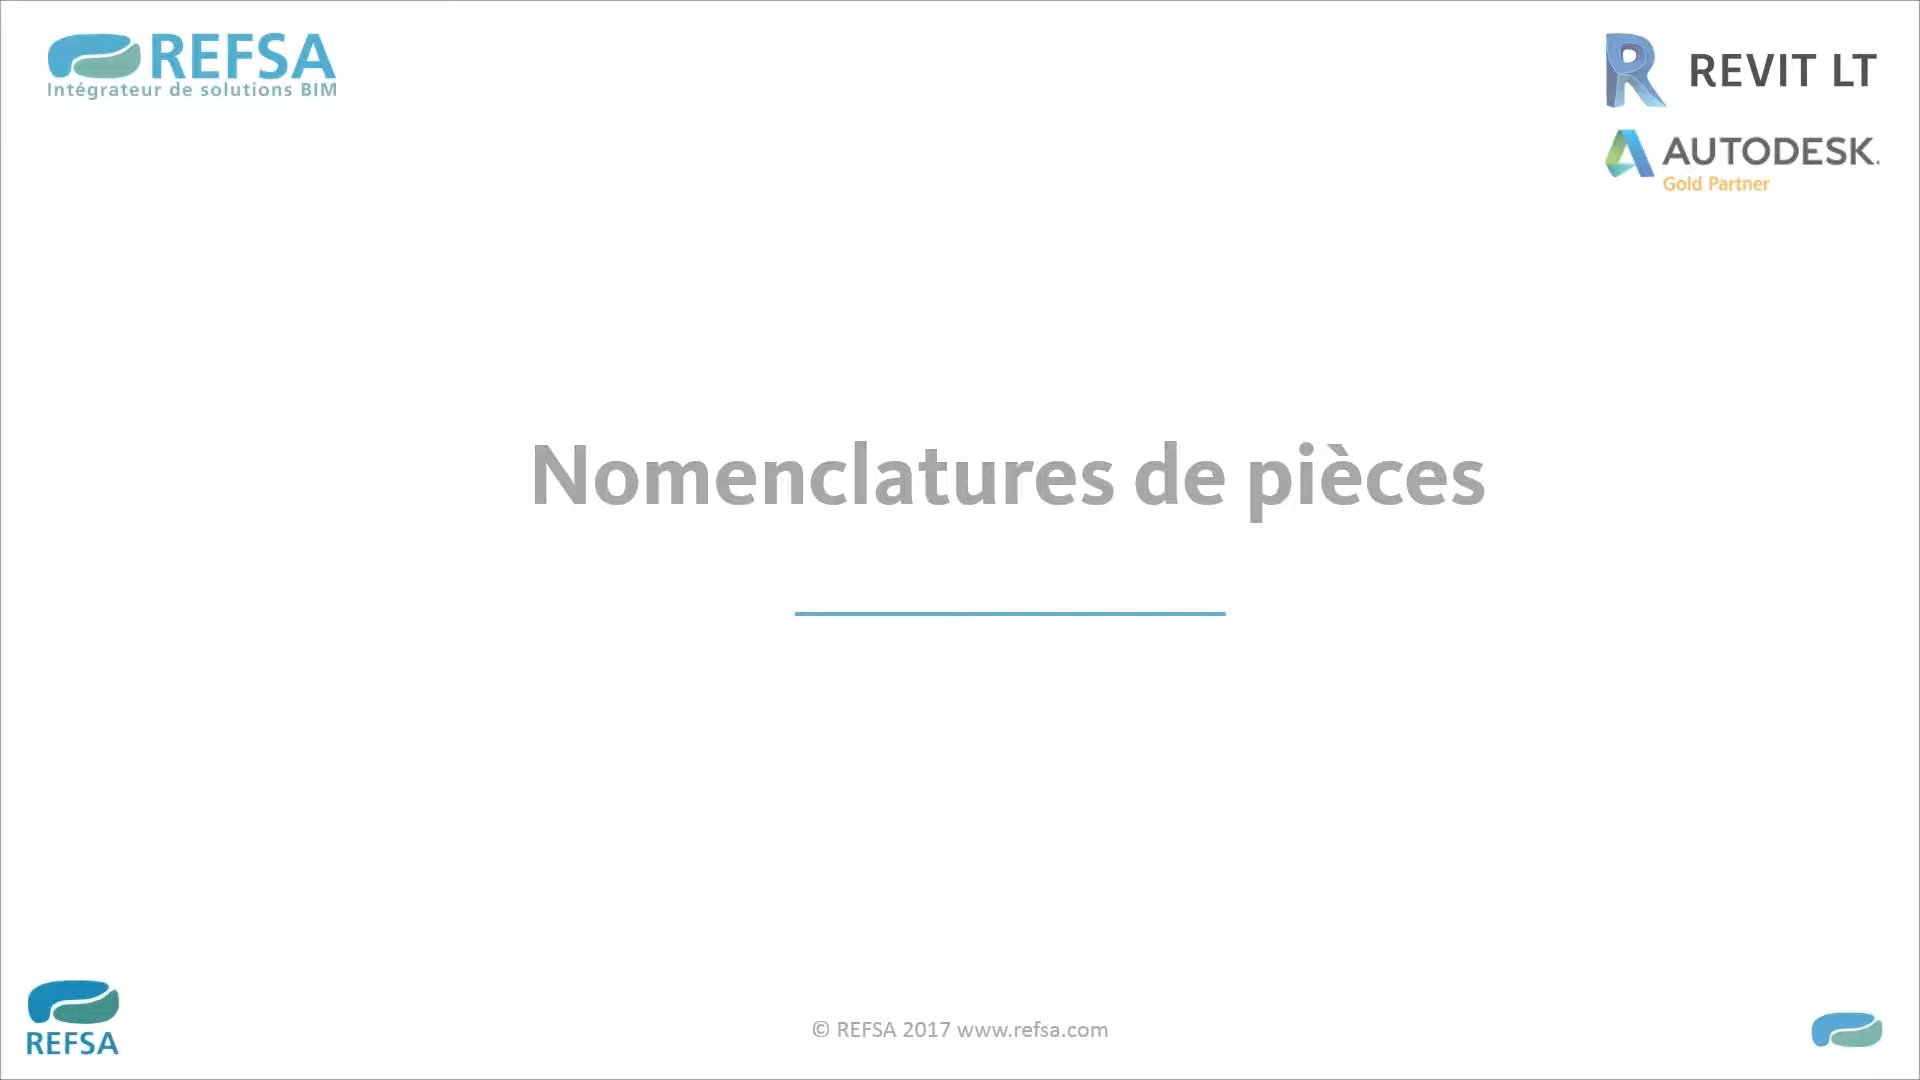 REFSA
Intégrateur de solutions BIM
REVIT LT
AUTODESK.
Gold Partner
Nomenclatures de pièces
REFSA
© REFSA 2017 www.refsa.com